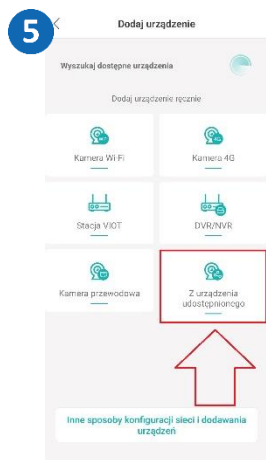 5
Dodaj urządzenie
Wyszukaj dostępne urządzenia
Dodaj urządzenie ręcznie
Kamera Wi-Fi
Kamera 4G
Stacja VIOT
DVR/NVR
Kamera przewodowa
Z urządzenia
udostępnionego
Inne sposoby konfiguracji sieci i dodawania
urządzeń